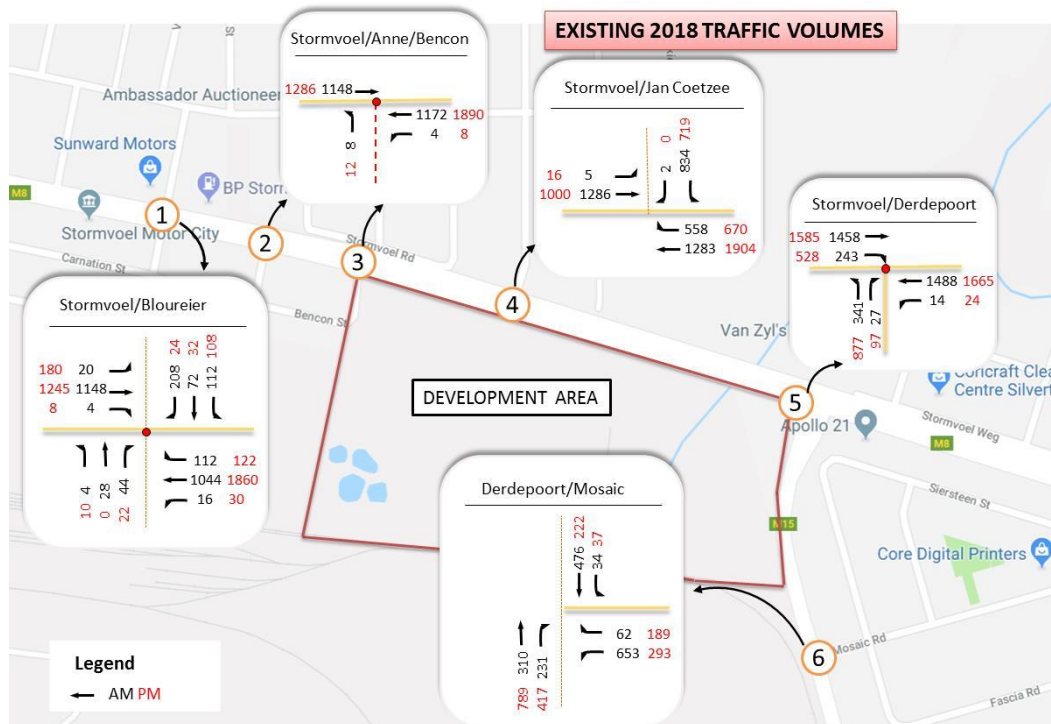 EXISTING 2018 TRAFFIC VOLUMES
Stormvoel/Anne/Bencon
1286 1148
1172 1890
4 8
8
12
Stormvoel/Jan Coetzee
0 719
2 834
16 5
1000 1286
558 670
1283 1904
Stormvoel/Derdepoort
1585 1458
528 243
1488 1665
14 24
341 27
877 97
Ambassador Auctioneer
Sunward Motors
M8
BP Storm
Stormvoel Motor City
Carnation St
Stormvoel Rd
Bencon St
1
2
3
4
5
6
Stormvoel/Bloureier
24 32 108
208 72 112
180 20
1245 1148
8 4
112 122
1044 1860
16 30
4 28 44
10 0 22
DEVELOPMENT AREA
Van Zyl's
Apollo 21
Coricraft Clea
Centre Silvert
Stormvoel Weg
M8
Siersteen St
M15
Core Digital Printers
Mosaic Rd
Fascia Rd
Derdepoort/Mosaic
222 37
476 34
62 189
653 293
310 231
789 417
Legend
AM PM